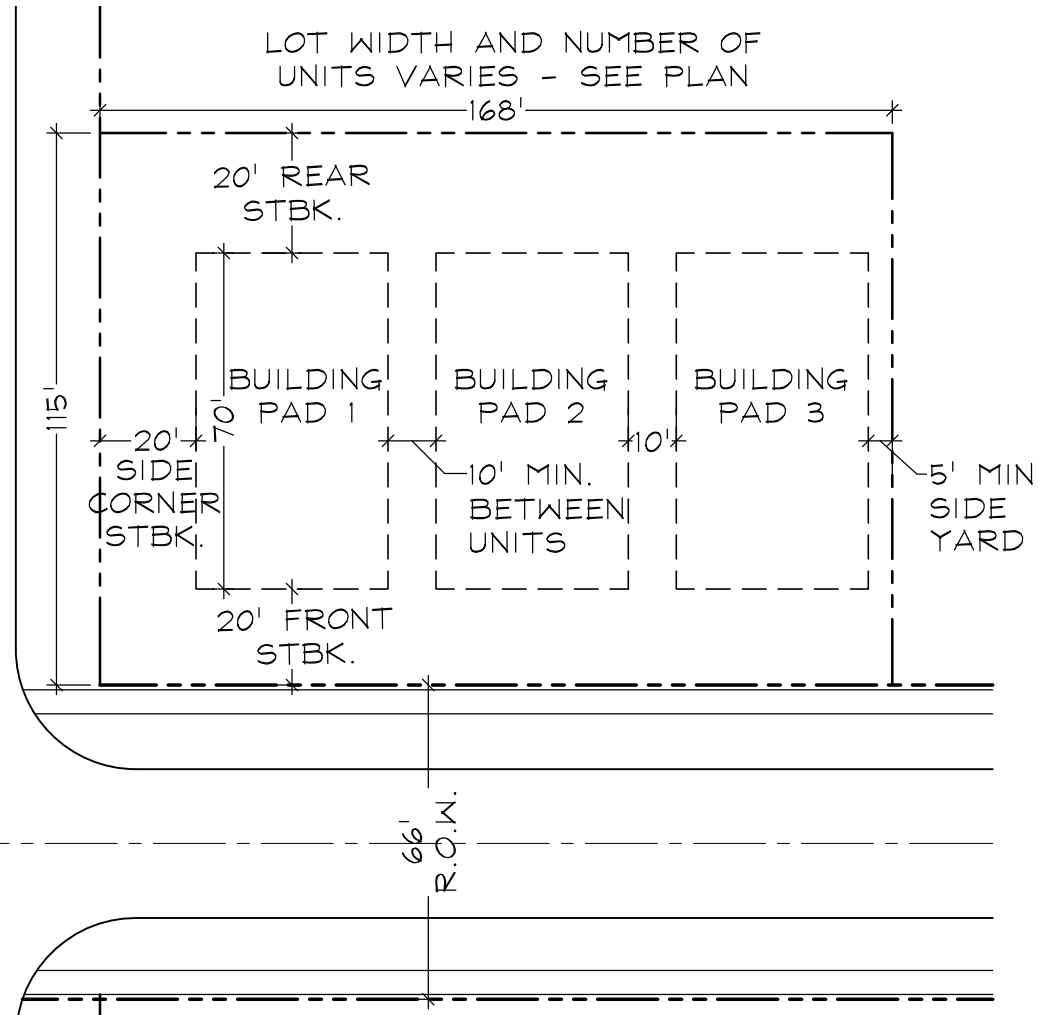 LOT WIDTH AND NUMBER OF
UNITS VARIES - SEE PLAN
168'
20' REAR
STBK.
115'
70'
BUILDING
PAD 1
BUILDING
PAD 2
BUILDING
PAD 3
20'
SIDE
CORNER
STBK.
10' MIN.
BETWEEN
UNITS
10'
5' MIN
SIDE
YARD
20' FRONT
STBK.
66'
R.O.W.